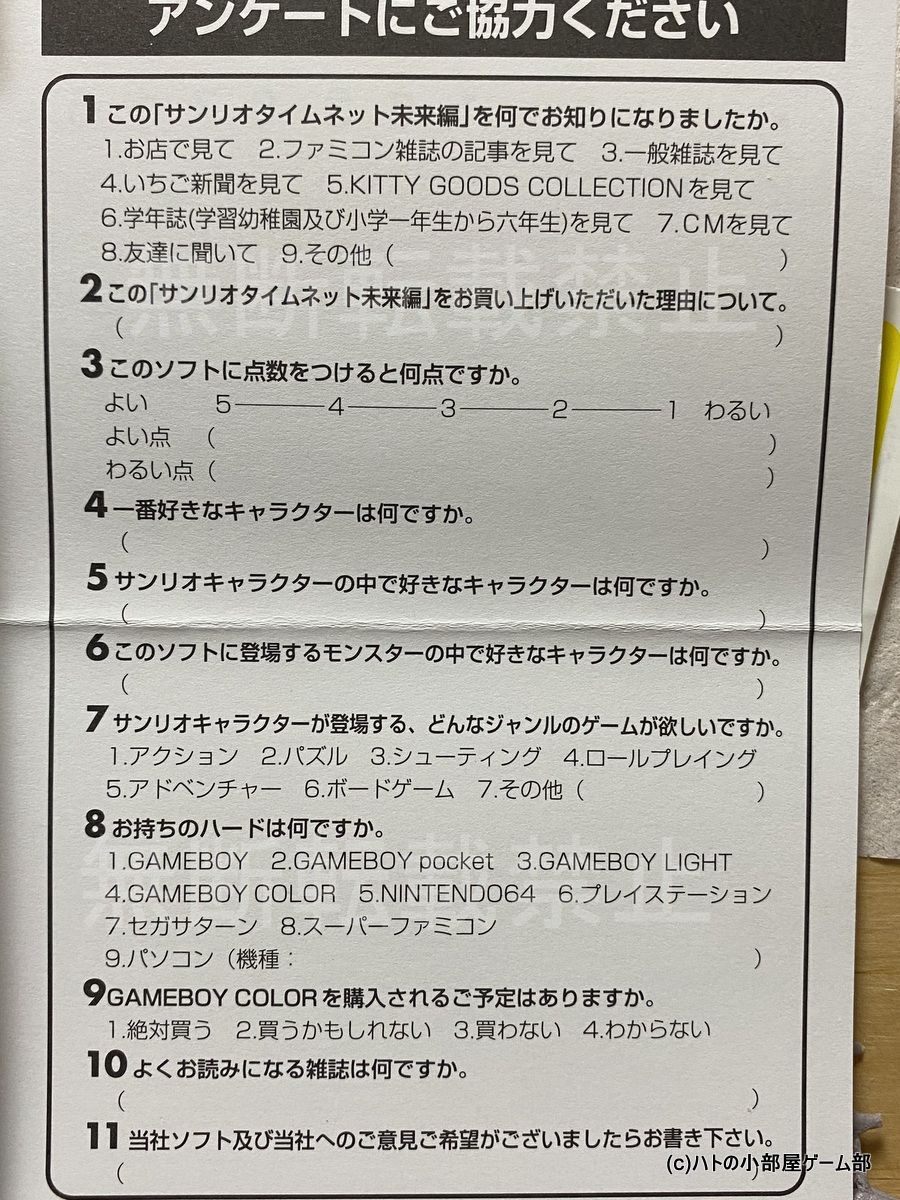 アンケートにご協力ください
1 この「サンリオタイムネット未来編」を何でお知りになりましたか。
1.お店で見て 2.ファミコン雑誌の記事を見て 3.一般雑誌を見て
4.いちご新聞を見て 5.KITTY GOODS COLLECTIONを見て
6.学年誌(学習幼稚園及び小学一年生から六年生)を見て 7.CMを見て
8.友達に聞いて 9.その他 ( )
2 この「サンリオタイムネット未来編」をお買い上げいただいた理由について。
( )
3 このソフトに点数をつけると何点ですか。
よい 5――4――3――2――1 わるい
よい点 ( )
わるい点 ( )
4 一番好きなキャラクターは何ですか。
( )
5 サンリオキャラクターの中で好きなキャラクターは何ですか。
( )
6 このソフトに登場するモンスターの中で好きなキャラクターは何ですか。
( )
7 サンリオキャラクターが登場する、どんなジャンルのゲームが欲しいですか。
1.アクション 2.パズル 3.シューティング 4.ロールプレイング
5.アドベンチャー 6.ボードゲーム 7.その他 ( )
8 お持ちのハードは何ですか。
1.GAMEBOY 2.GAMEBOY pocket 3.GAMEBOY LIGHT
4.GAMEBOY COLOR 5.NINTENDO64 6.プレイステーション
7.セガサターン 8.スーパーファミコン
9.パソコン (機種: )
9 GAMEBOY COLORを購入されるご予定はありますか。
1.絶対買う 2.買うかもしれない 3.買わない 4.わからない
10 よくお読みになる雑誌は何ですか。
( )
11 当社ソフト及び当社へのご意見ご希望がございましたらお書き下さい。
( )
(c)ハトの小部屋ゲーム部
無断転載禁止
無断転載禁止